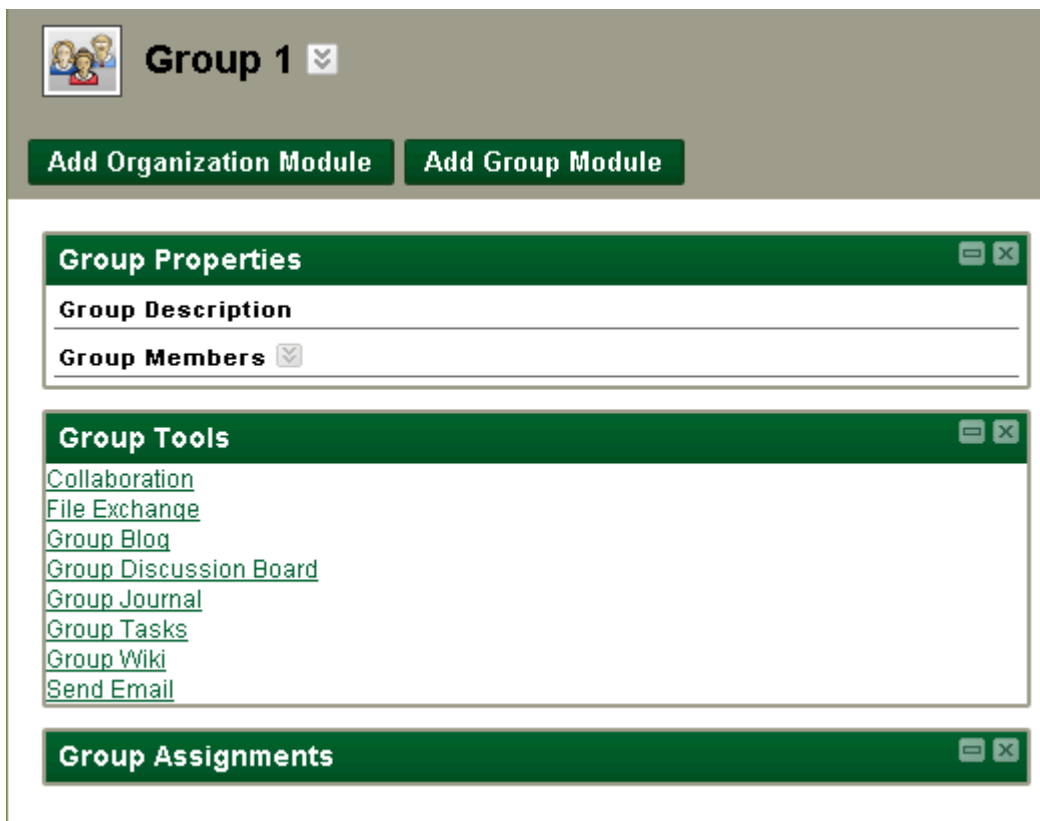 Group 1
Add Organization Module Add Group Module
Group Properties
Group Description
Group Members
Group Tools
Collaboration
File Exchange
Group Blog
Group Discussion Board
Group Journal
Group Tasks
Group Wiki
Send Email
Group Assignments